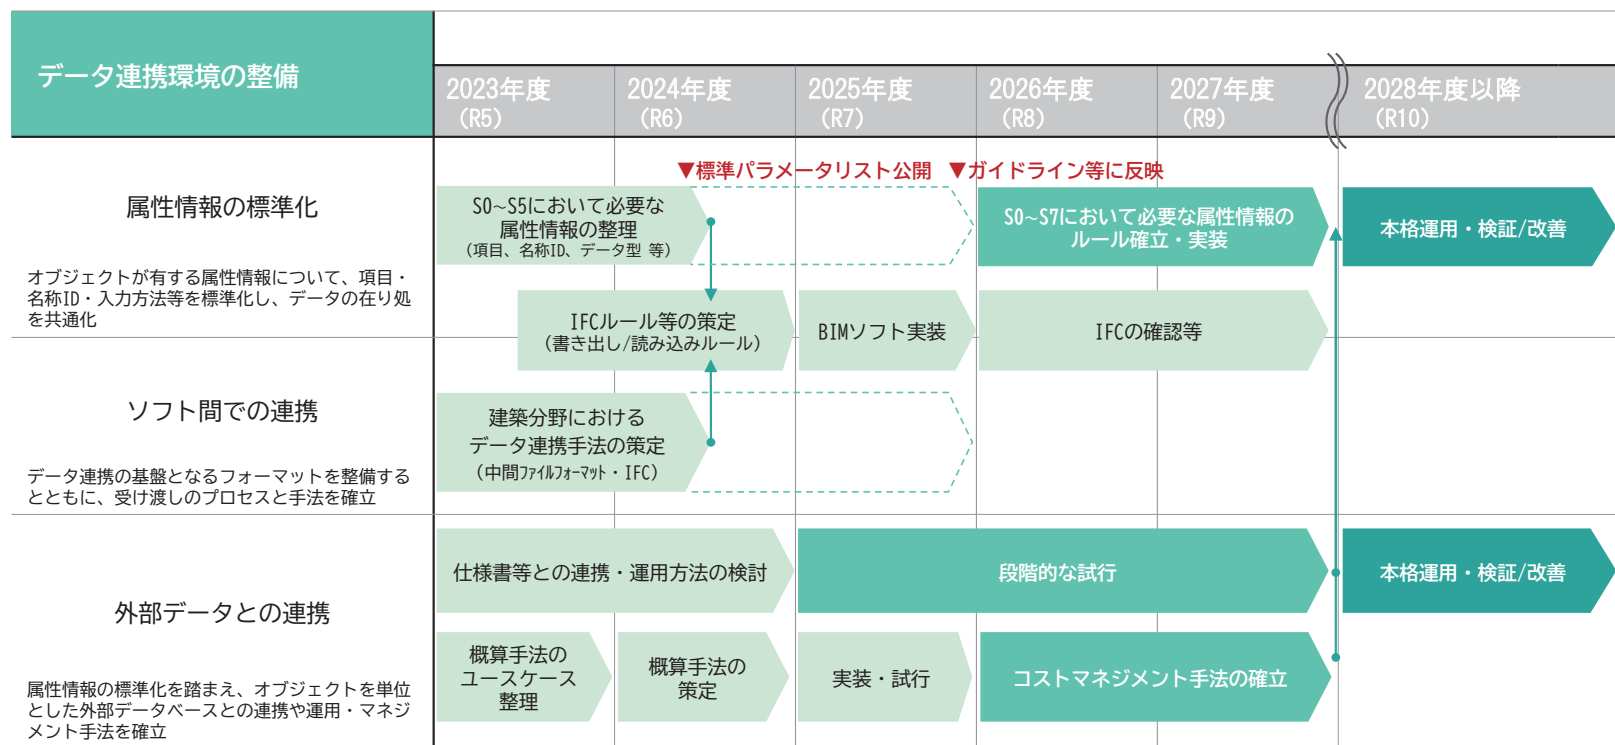 データ連携環境の整備
2023年度
(R5)
2024年度
(R6)
2025年度
(R7)
2026年度
(R8)
2027年度
(R9)
2028年度以降
(R10)
▼標準パラメータリスト公開
▼ガイドライン等に反映
属性情報の標準化
オブジェクトが有する属性情報について、項目・
名称ID・入力方法等を標準化し、データの在り処
を共通化
S0~S5において必要な
属性情報の整理
(項目、名称ID、データ型 等)
S0~S7において必要な属性情報の
ルール確立・実装
本格運用・検証/改善
IFCルール等の策定
(書き出し/読み込みルール)
BIMソフト実装
IFCの確認等
ソフト間での連携
データ連携の基盤となるフォーマットを整備する
とともに、受け渡しのプロセスと手法を確立
建築分野における
データ連携手法の策定
(中間ファイルフォーマット・IFC)
外部データとの連携
属性情報の標準化を踏まえ、オブジェクトを単位
とした外部データベースとの連携や運用・マネジ
メント手法を確立
仕様書等との連携・運用方法の検討
段階的な試行
本格運用・検証/改善
概算手法の
ユースケース
整理
概算手法の
策定
実装・試行
コストマネジメント手法の確立